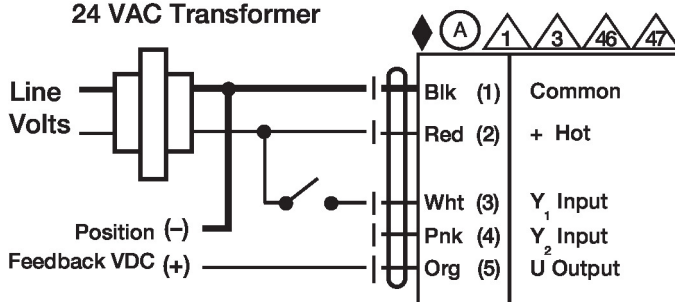 24 VAC Transformer
A 1 3 46 47
Line Volts
Blk (1) Common
Red (2) + Hot
Wht (3) Y1 Input
Position (–)
Pnk (4) Y2 Input
Feedback VDC (+)
Org (5) U Output